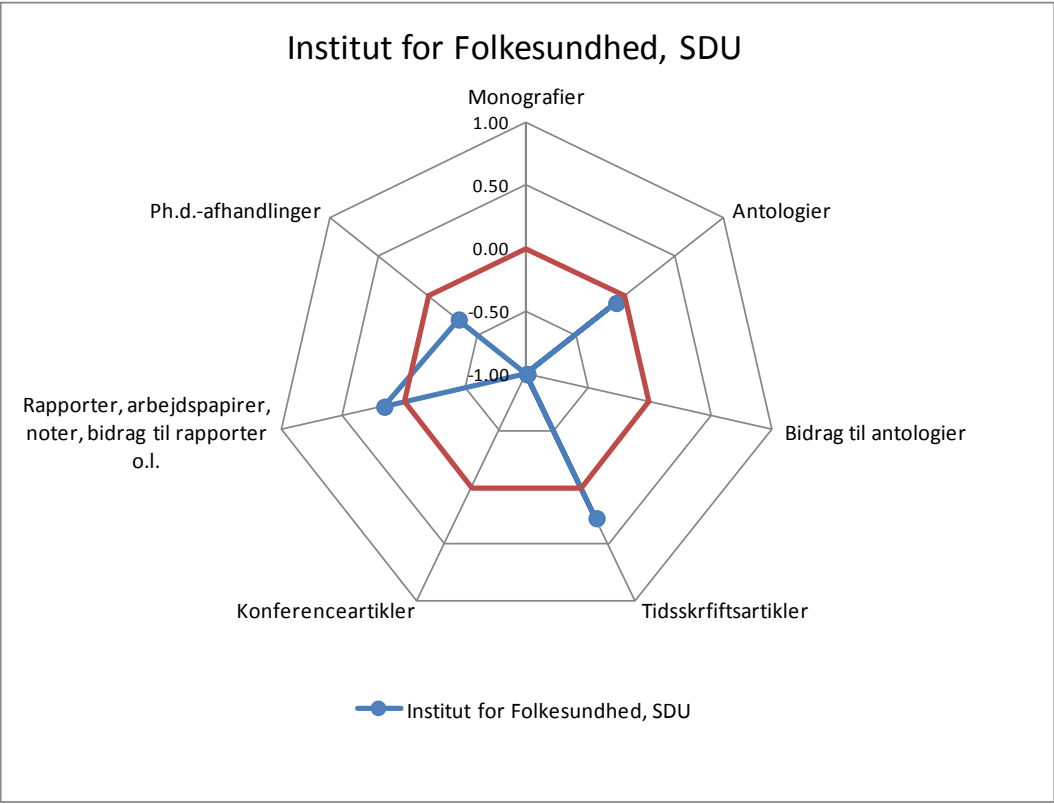 Institut for Folkesundhed, SDU
Monografier
1.00
0.50
0.00
-0.50
-1.00
Antologier
Bidrag til antologier
Tidsskrfiftsartikler
Konferenceartikler
Rapporter, arbejdspapirer,
noter, bidrag til rapporter
o.l.
Ph.d.-afhandlinger
Institut for Folkesundhed, SDU